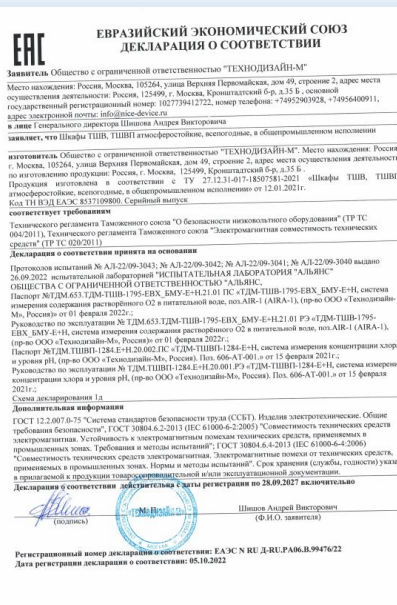 ЕАС
ЕВРАЗИЙСКИЙ ЭКОНОМИЧЕСКИЙ СОЮЗ
ДЕКЛАРАЦИЯ О СООТВЕТСТВИИ
Заявитель Общество с ограниченной ответственностью "ТЕХНОДИЗАЙН-М"
Место нахождения: Россия, Москва, 105264, улица Верхняя Первомайская, дом 49, строение 2, адрес места
осуществления деятельности: Россия, 125499, г. Москва, Кронштадтский б-р, д.35 Б , основной
государственный регистрационный номер: 1027739412722, номер телефона: +74952903928, +74956400911,
адрес электронной почты: info@nice-device.ru
в лице Генерального директора Шишова Андрея Викторовича
заявляет, что Шкафы ТШВ, ТШВП атмосферостойкие, всепогодные, в общепромышленном исполнении
изготовитель Общество с ограниченной ответственностью "ТЕХНОДИЗАЙН-М". Место нахождения: Россия,
г. Москва, 105264, улица Верхняя Первомайская, дом 49, строение 2, адрес места осуществления деятельности
по изготовлению продукции: Россия, г. Москва, 125499, Кронштадтский б-р, д.35 Б
Продукция изготовлена в соответствии с ТУ 27.12.31-017-18507581-2021 «Шкафы ТШВ, ТШВП,
атмосферостойкие, всепогодные, в общепромышленном исполнении» от 12.01.2021г.
Код ТН ВЭД ЕАЭС 8537109800. Серийный выпуск
соответствует требованиям
Технического регламента Таможенного союза "О безопасности низковольтного оборудования" (ТР ТС
004/2011), Технического регламента Таможенного союза "Электромагнитная совместимость технических
средств" (ТР ТС 020/2011)
Декларация о соответствии принята на основании
Протоколов испытаний № АЛ-22/09-3043; № АЛ-22/09-3042; № АЛ-22/09-3041; № АЛ-22/09-3040 выдано
26.09.2022 испытательной лабораторией "ИСПЫТАТЕЛЬНАЯ ЛАБОРАТОРИЯ "АЛЬЯНС"
ОБЩЕСТВА С ОГРАНИЧЕННОЙ ОТВЕТСТВЕННОСТЬЮ "АЛЬЯНС,
Паспорт №ТДМ.653.ТДМ-ТШВ-1795-ЕВХ_БМУ-Е+Н.21.01 ПС «ТДМ-ТШВ-1795-ЕВХ_БМУ-Е+Н, система
измерения содержания растворённого О2 в питательной воде, поз.AIR-1 (AIRA-1), (пр-во ООО «Технодизайн-
М», Россия)» от 01 февраля 2022г.;
Руководство по эксплуатации № ТДМ.653.ТДМ-ТШВ-1795-ЕВХ_БМУ-Е+Н.21.01 РЭ «ТДМ-ТШВ-1795-
ЕВХ_БМУ-Е+Н, система измерения содержания растворённого О2 в питательной воде, поз.AIR-1 (AIRA-1),
(пр-во ООО «Технодизайн-М», Россия)» от 01 февраля 2022г.;
Паспорт №ТДМ.ТШВП-1284.Е+Н.20.002.ПС «ТДМ-ТШВП-1284-Е+Н, система измерения концентрации хлора
и уровня рН, (пр-во ООО «Технодизайн-М», Россия). Поз. 606-АТ-001.» от 15 февраля 2021г.;
Руководство по эксплуатации № ТДМ.ТШВП-1284.Е+Н.20.001.РЭ «ТДМ-ТШВП-1284-Е+Н, система измерения
концентрации хлора и уровня рН, (пр-во ООО «Технодизайн-М», Россия). Поз. 606-АТ-001.» от 15 февраля
2021г.;
Схема декларирования 1д
Дополнительная информация
ГОСТ 12.2.007.0-75 "Система стандартов безопасности труда (ССБТ). Изделия электротехнические. Общие
требования безопасности", ГОСТ 30804.6.2-2013 (IEC 61000-6-2:2005) "Совместимость технических средств
электромагнитная. Устойчивость к электромагнитным помехам технических средств, применяемых в
промышленных зонах. Требования и методы испытаний"; ГОСТ 30804.6.4-2013 (IEC 61000-6-4:2006)
"Совместимость технических средств электромагнитная. Электромагнитные помехи от технических средств,
применяемых в промышленных зонах. Нормы и методы испытаний". Срок хранения (службы, годности) указан
в прилагаемой к продукции товаросопроводительной и/или эксплуатационной документации.
Декларация о соответствии действительна с даты регистрации по 28.09.2027 включительно
М.П.
Шишов Андрей Викторович
(подпись)
(Ф.И.О. заявителя)
Регистрационный номер декларации о соответствии: ЕАЭС N RU Д-RU.РА06.В.99476/22
Дата регистрации декларации о соответствии: 05.10.2022